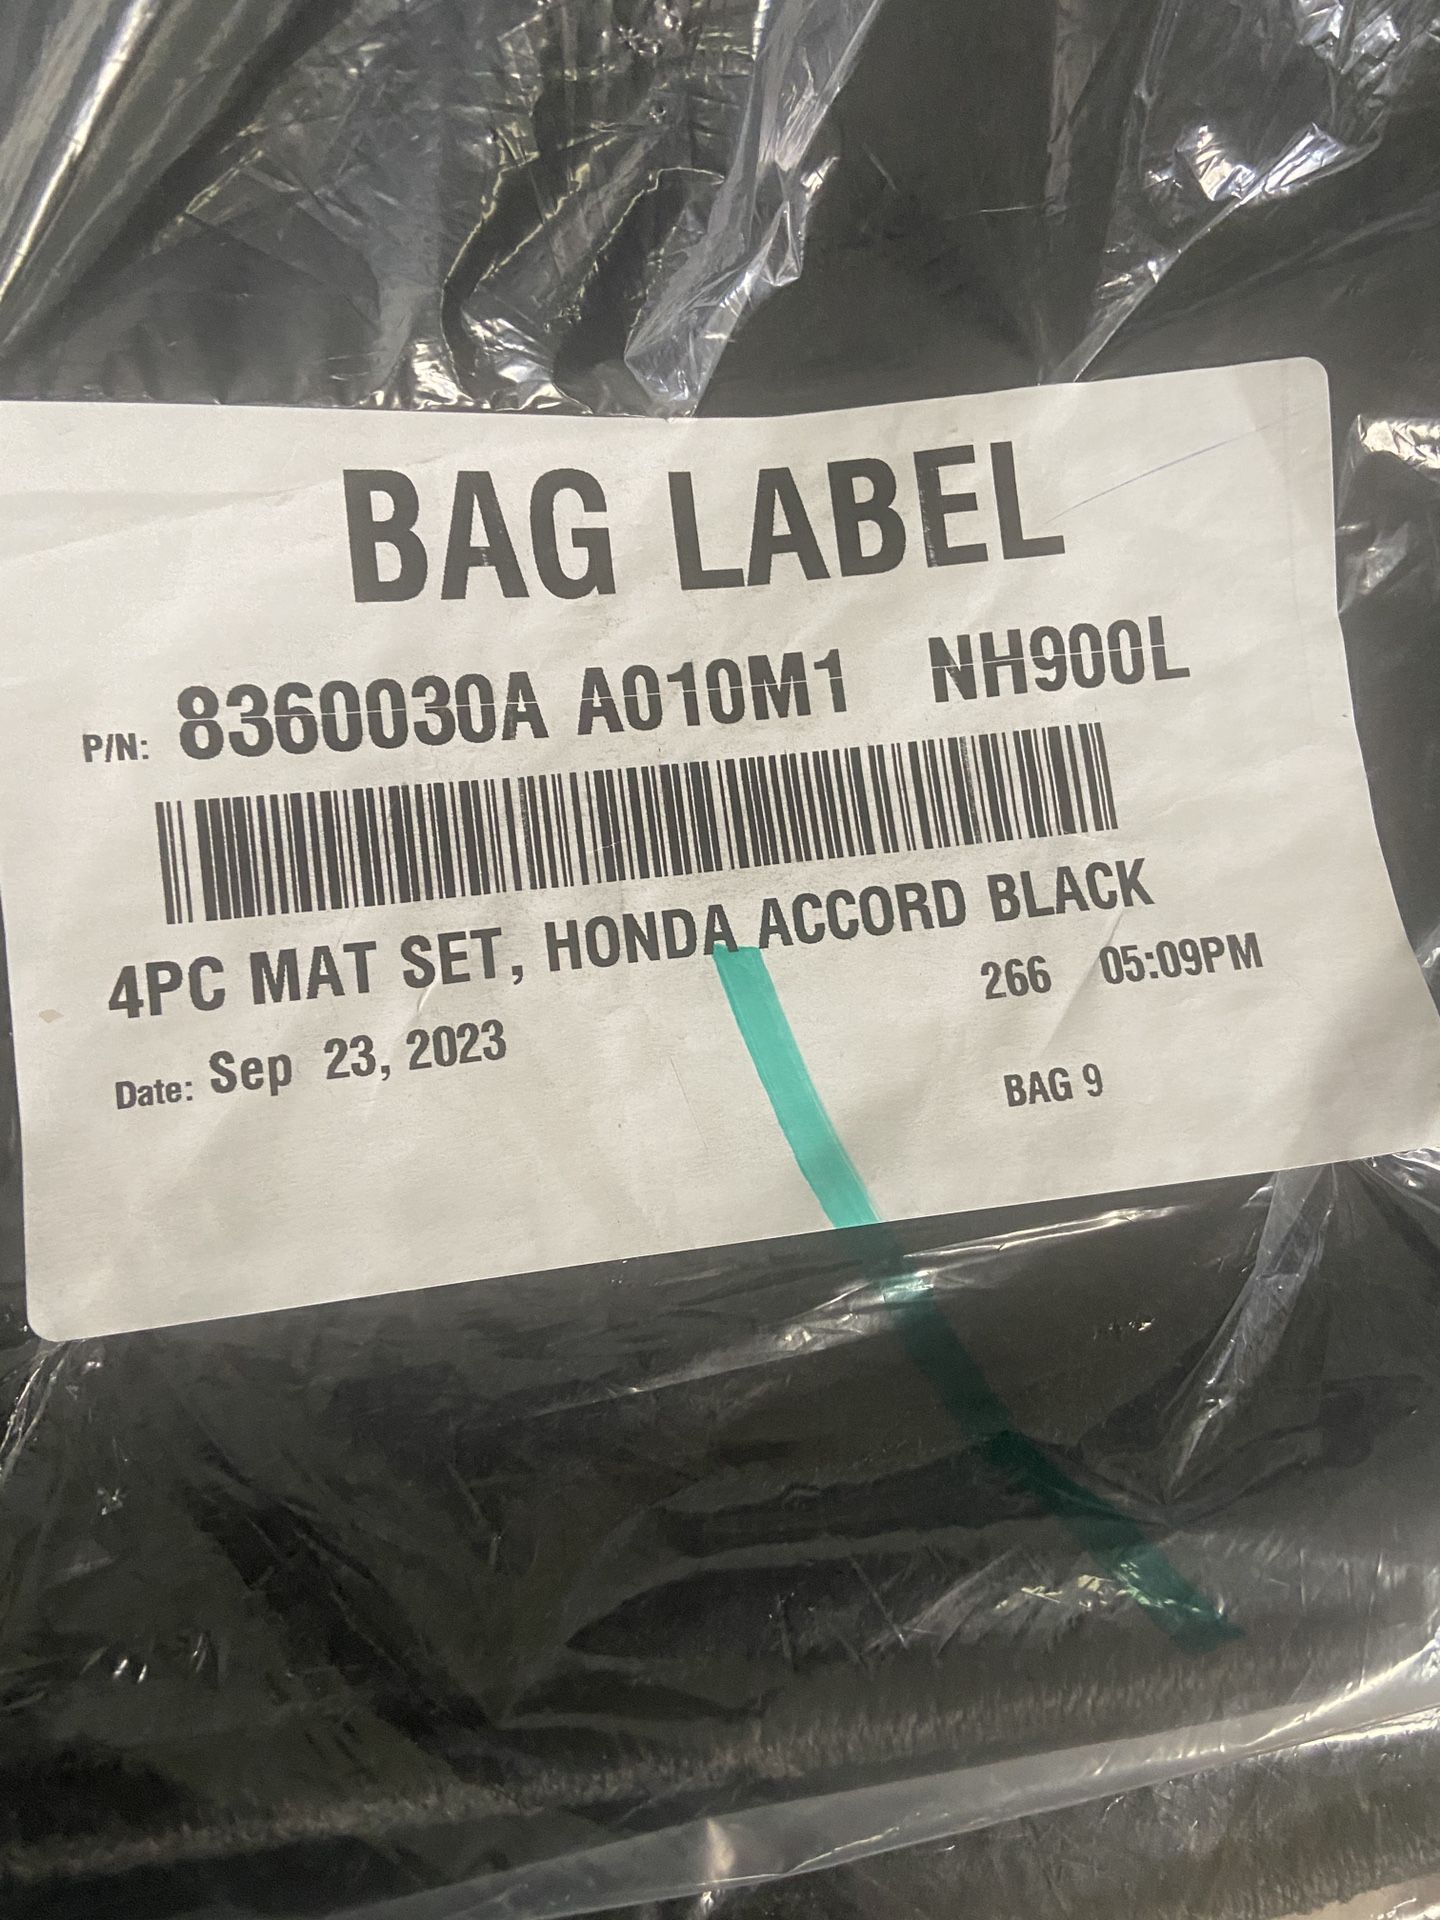 BAG LABEL
P/N: 8360030A A010M1 NH900L
4PC MAT SET, HONDA ACCORD BLACK
Date: Sep 23, 2023 266 05:09PM
BAG 9